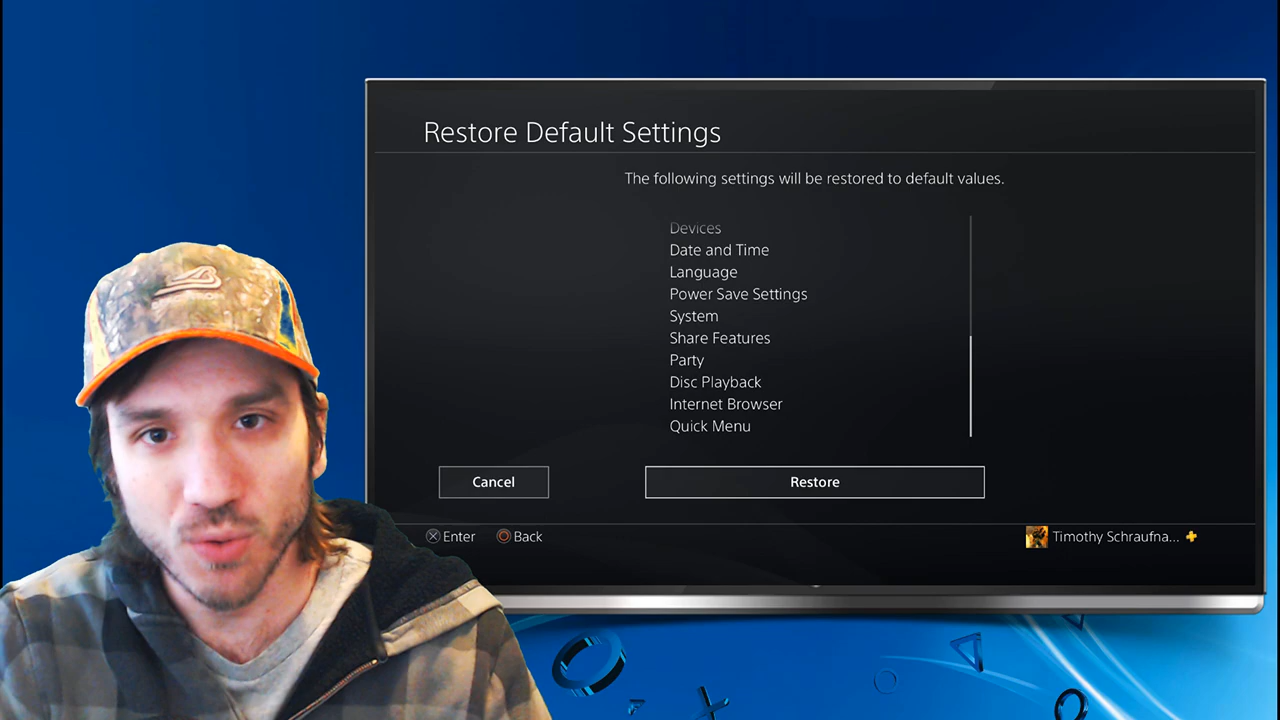 Restore Default Settings
The following settings will be restored to default values.
Devices
Date and Time
Language
Power Save Settings
System
Share Features
Party
Disc Playback
Internet Browser
Quick Menu
Cancel
Restore
Enter
Back
Timothy Schraufna...